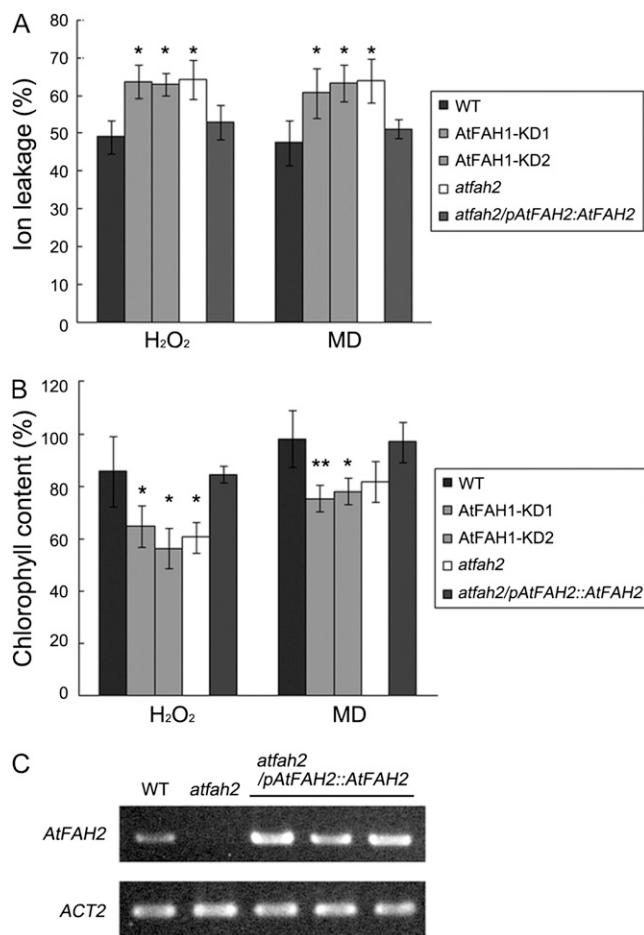 A
Ion leakage (%)
80
70
60
50
40
30
20
10
0
* * *
* * *
H₂O₂
MD
WT
AtFAH1-KD1
AtFAH1-KD2
atfah2
atfah2/pAtFAH2:AtFAH2
B
Chlorophyll content (%)
120
100
80
60
40
20
0
* * *
** *
H₂O₂
MD
WT
AtFAH1-KD1
AtFAH1-KD2
atfah2
atfah2/pAtFAH2::AtFAH2
C
WT
atfah2
atfah2
/pAtFAH2::AtFAH2
AtFAH2
ACT2